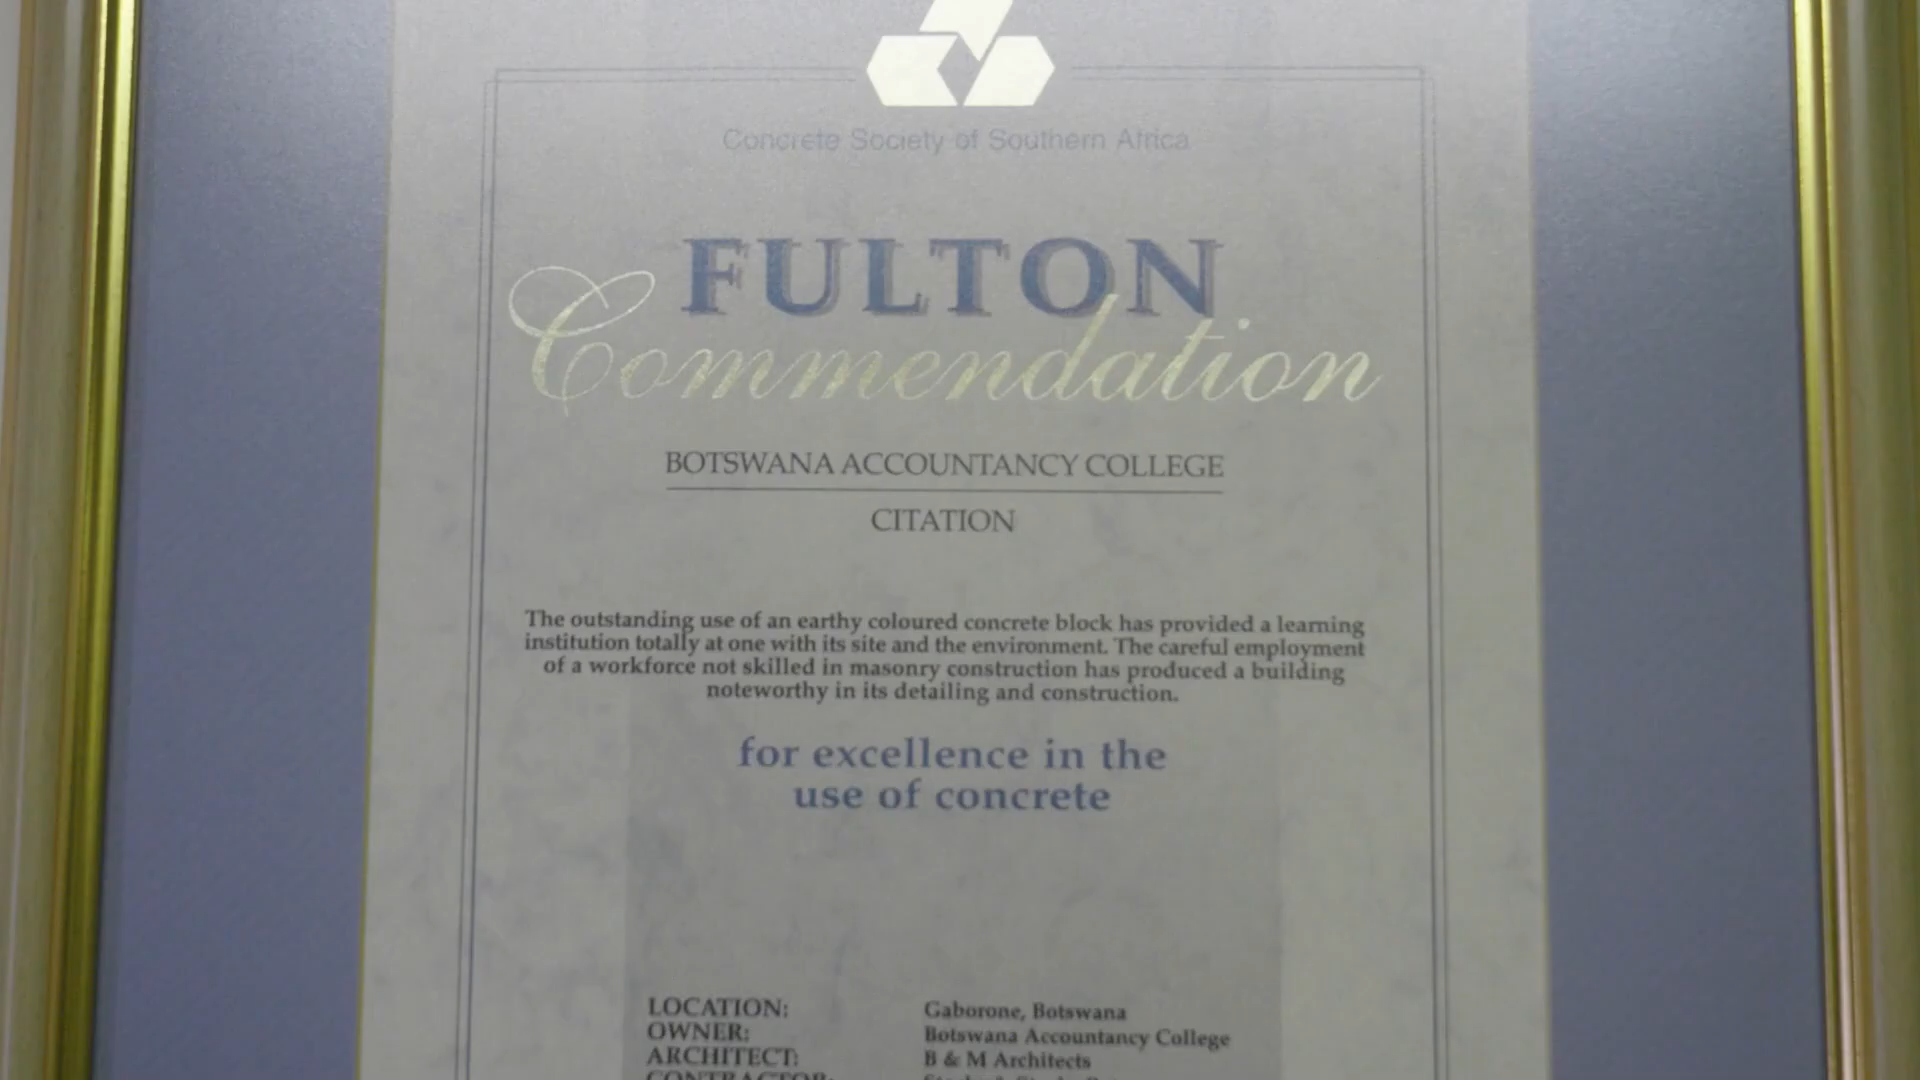 Concrete Society of Southern Africa
FULTON
Commendation
BOTSWANA ACCOUNTANCY COLLEGE
CITATION
The outstanding use of an earthy coloured concrete block has provided a learning
institution totally at one with its site and the environment. The careful employment
of a workforce not skilled in masonry construction has produced a building
noteworthy in its detailing and construction.
for excellence in the
use of concrete
LOCATION: Gaborone, Botswana
OWNER: Botswana Accountancy College
ARCHITECT: B & M Architects
CONTRACTOR: